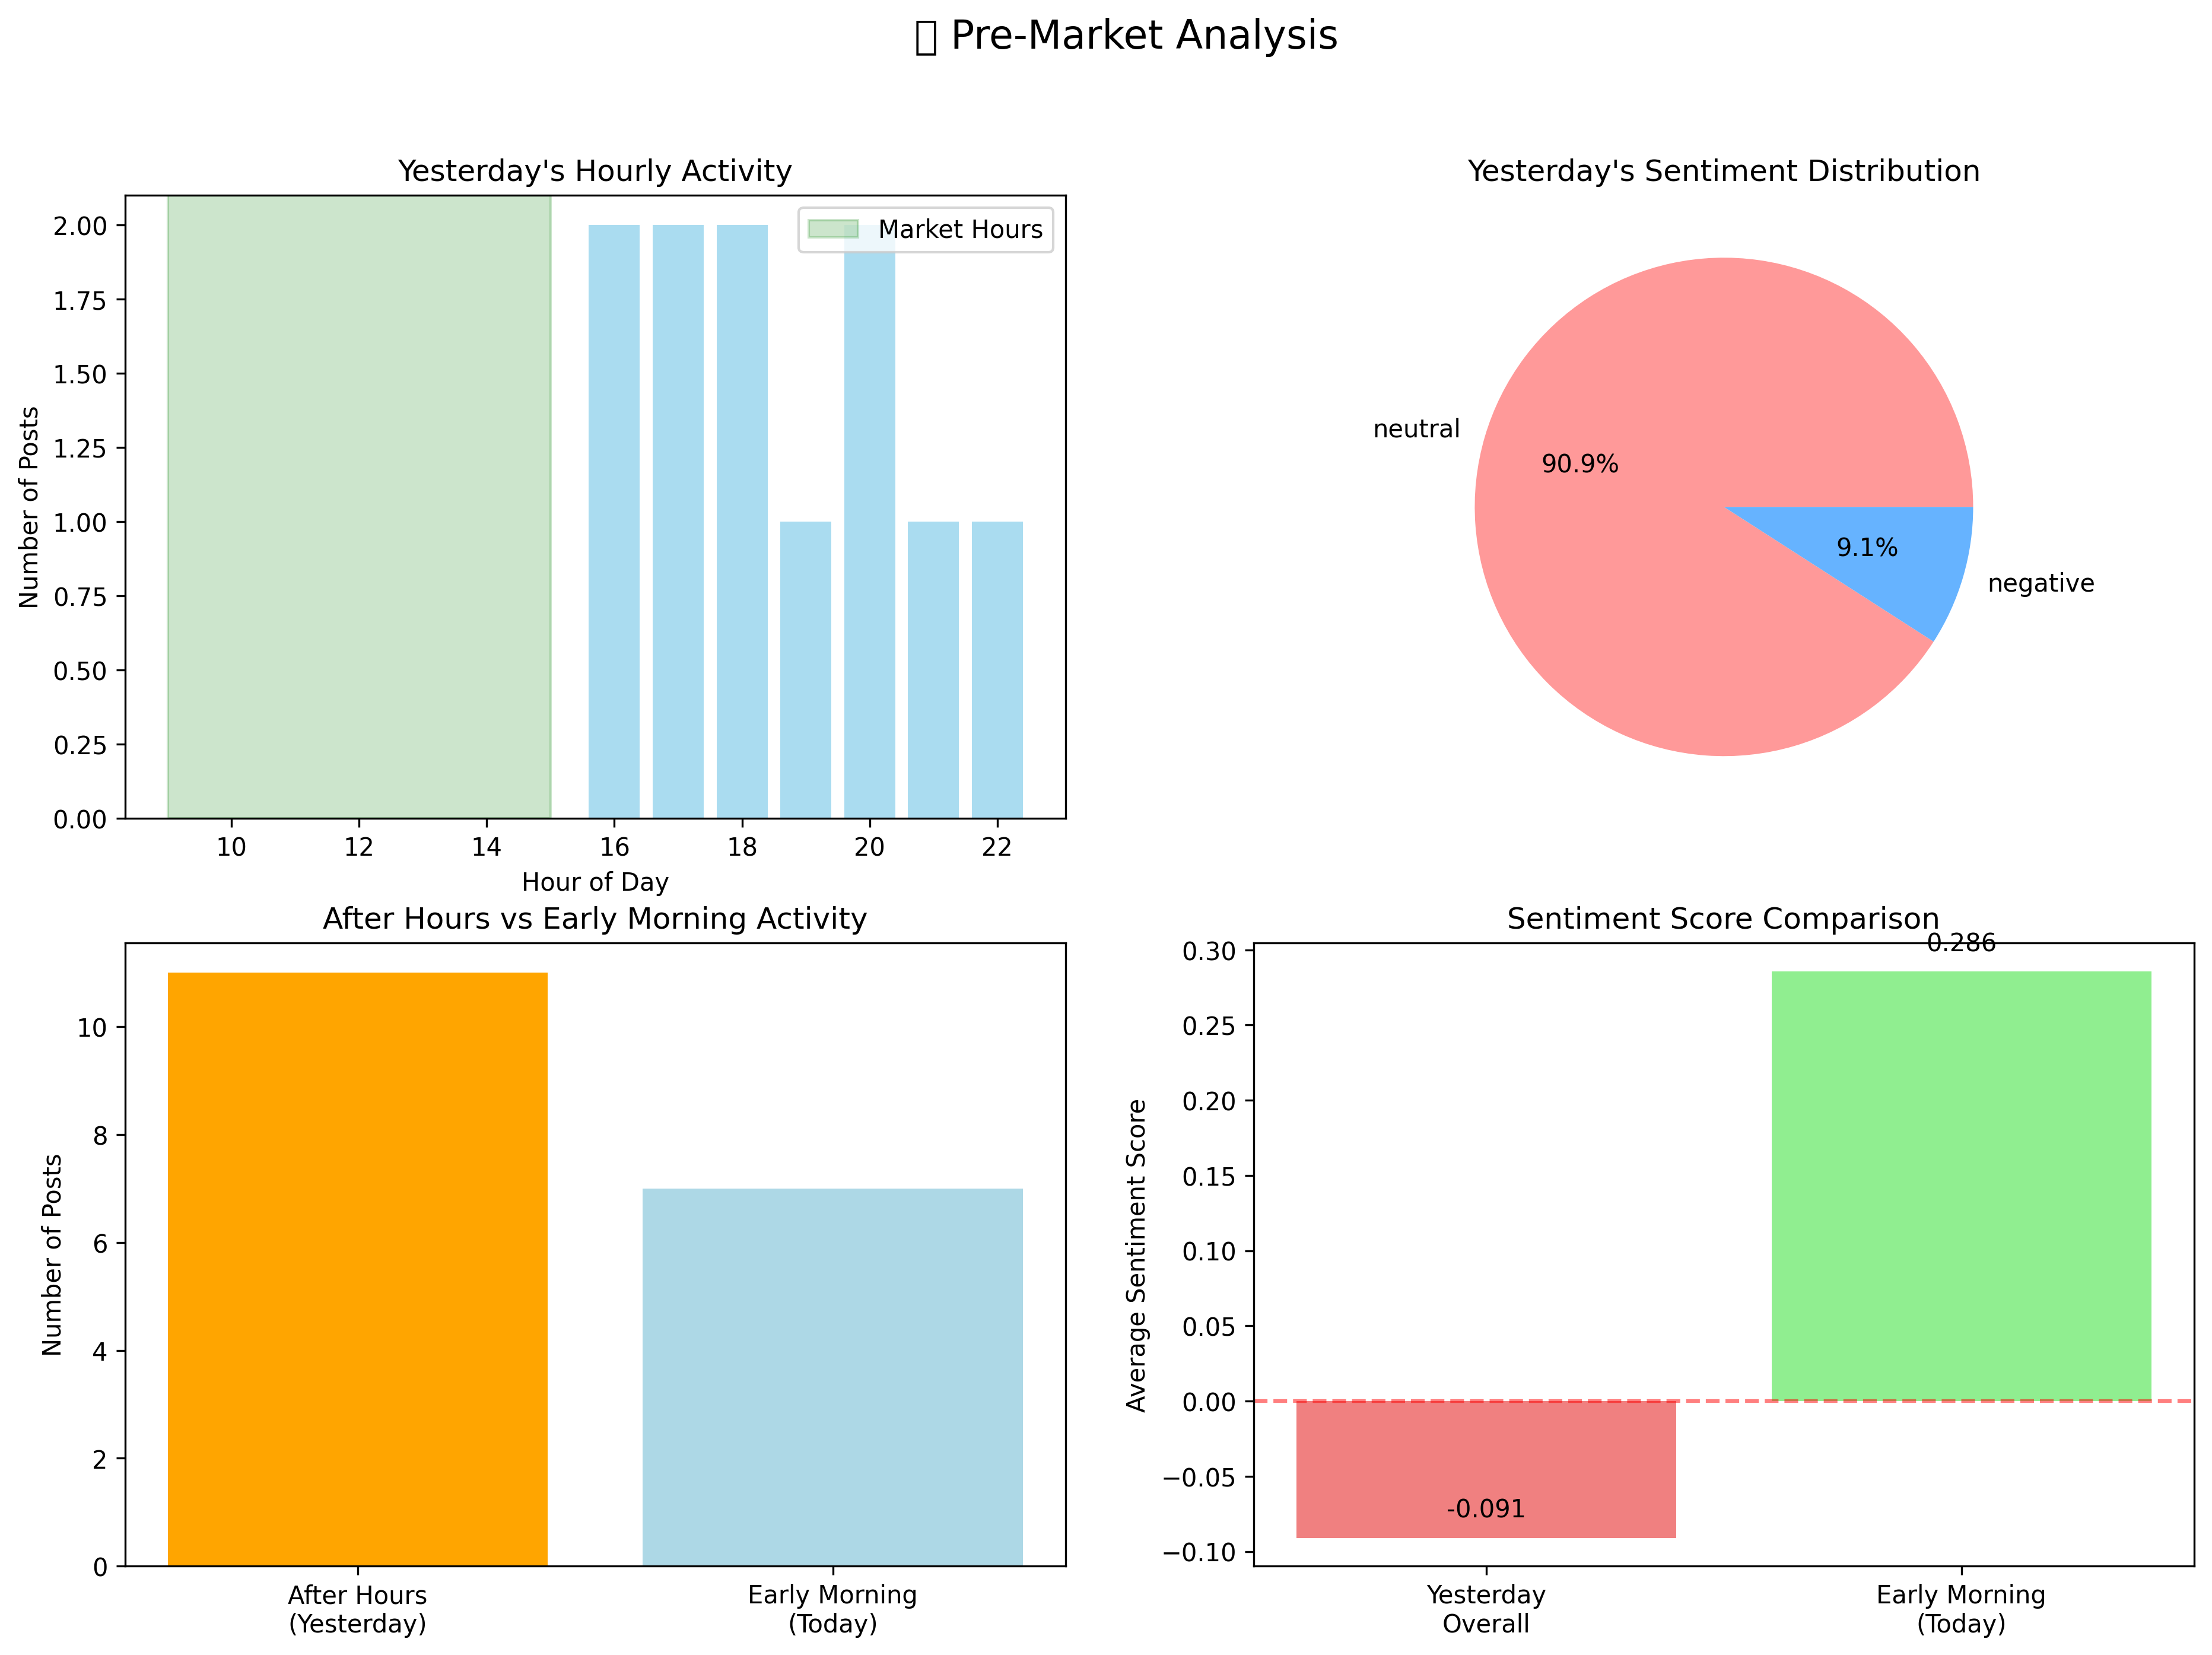 Pre-Market Analysis
Yesterday's Hourly Activity
Number of Posts
2.00
1.75
1.50
1.25
1.00
0.75
0.50
0.25
0.00
Market Hours
10 12 14 16 18 20 22
Hour of Day
Yesterday's Sentiment Distribution
neutral
90.9%
9.1%
negative
After Hours vs Early Morning Activity
Number of Posts
10
8
6
4
2
0
After Hours
(Yesterday)
Early Morning
(Today)
Sentiment Score Comparison
Average Sentiment Score
0.30
0.25
0.20
0.15
0.10
0.05
0.00
−0.05
−0.10
0.286
-0.091
Yesterday
Overall
Early Morning
(Today)